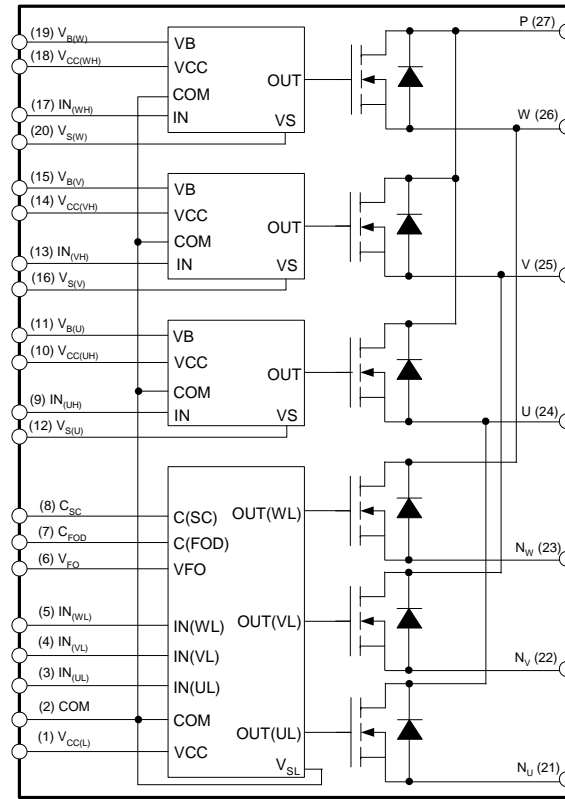 (19) VB(W)
(18) VCC(WH)
(17) IN(WH)
(20) VS(W)
VB
VCC
COM
IN
OUT
VS
P (27)
W (26)
(15) VB(V)
(14) VCC(VH)
(13) IN(VH)
(16) VS(V)
VB
VCC
COM
IN
OUT
VS
V (25)
(11) VB(U)
(10) VCC(UH)
(9) IN(UH)
(12) VS(U)
VB
VCC
COM
IN
OUT
VS
U (24)
(8) CSC
(7) CFOD
(6) VFO
(5) IN(WL)
(4) IN(VL)
(3) IN(UL)
(2) COM
(1) VCC(L)
C(SC)
C(FOD)
VFO
IN(WL)
IN(VL)
IN(UL)
COM
VCC
OUT(WL)
OUT(VL)
OUT(UL)
VSL
NW (23)
NV (22)
NU (21)